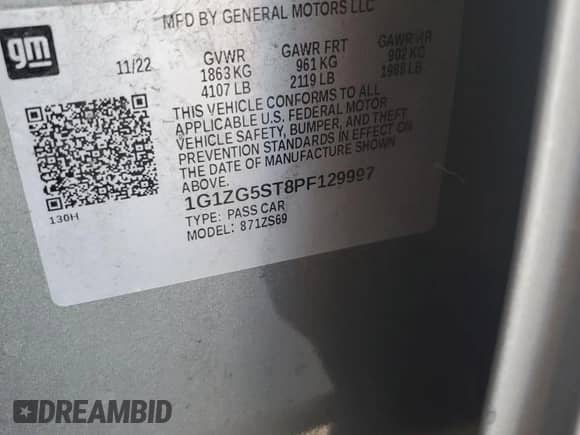 MFD BY GENERAL MOTORS LLC
gm
11/22 GVWR GAWR FRT GAWR RR
1863 KG 961 KG 902 KG
4107 LB 2119 LB 1988 LB
THIS VEHICLE CONFORMS TO ALL
APPLICABLE U.S. FEDERAL MOTOR
VEHICLE SAFETY, BUMPER, AND THEFT
PREVENTION STANDARDS IN EFFECT ON
THE DATE OF MANUFACTURE SHOWN
ABOVE.
1G1ZG5ST8PF129997
TYPE: PASS CAR
MODEL: 871ZS69
130H
DREAMBID